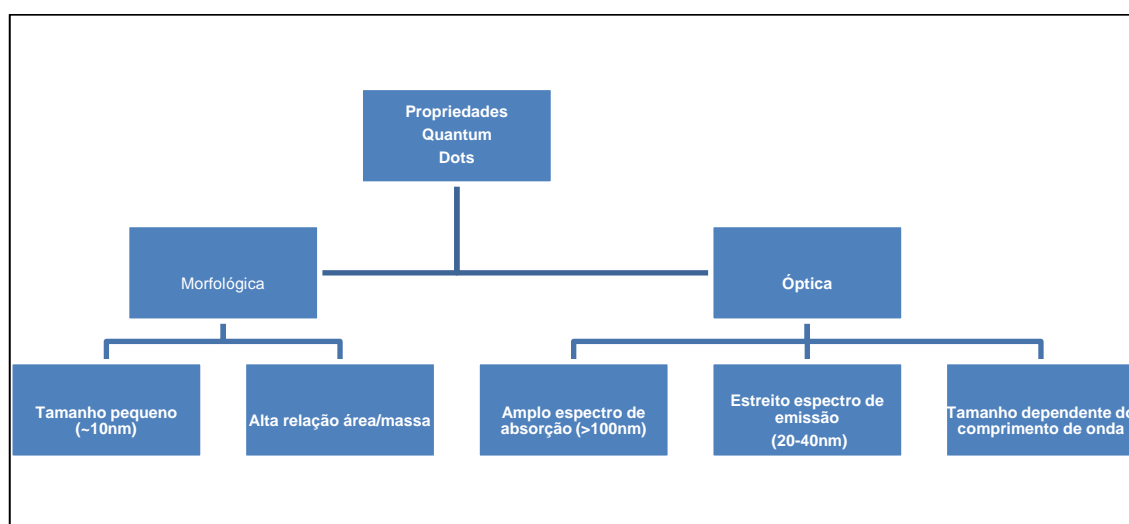 Propriedades
Quantum
Dots
Morfológica
Óptica
Tamanho pequeno
(~10nm)
Alta relação área/massa
Amplo espectro de
absorção (>100nm)
Estreito espectro de
emissão
(20-40nm)
Tamanho dependente do
comprimento de onda